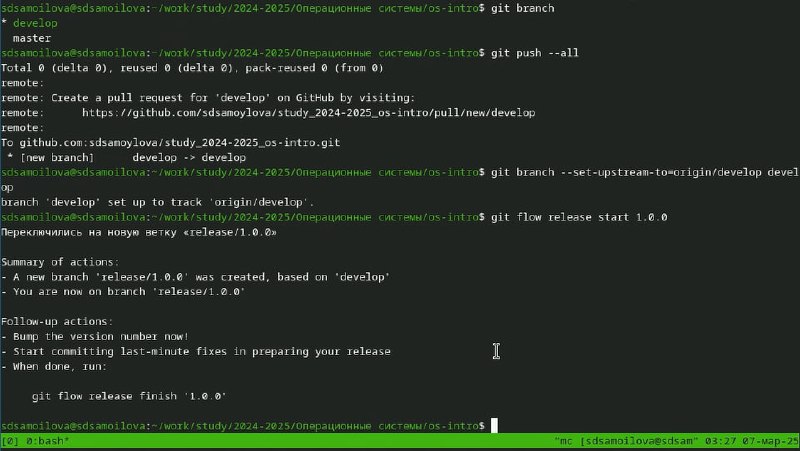 sdsamoilova@sdsamoilova:~/work/study/2024-2025/Операционные системы/os-intro$ git branch
* develop
  master
sdsamoilova@sdsamoilova:~/work/study/2024-2025/Операционные системы/os-intro$ git push --all
Total 0 (delta 0), reused 0 (delta 0), pack-reused 0 (from 0)
remote:
remote: Create a pull request for 'develop' on GitHub by visiting:
remote:      https://github.com/sdsamoylova/study_2024-2025_os-intro/pull/new/develop
remote:
To github.com:sdsamoylova/study_2024-2025_os-intro.git
 * [new branch]      develop -> develop
sdsamoilova@sdsamoilova:~/work/study/2024-2025/Операционные системы/os-intro$ git branch --set-upstream-to=origin/develop devel
op
branch 'develop' set up to track 'origin/develop'.
sdsamoilova@sdsamoilova:~/work/study/2024-2025/Операционные системы/os-intro$ git flow release start 1.0.0
Переключились на новую ветку «release/1.0.0»
Summary of actions:
- A new branch 'release/1.0.0' was created, based on 'develop'
- You are now on branch 'release/1.0.0'
Follow-up actions:
- Bump the version number now!
- Start committing last-minute fixes in preparing your release
- When done, run:
     git flow release finish '1.0.0'
sdsamoilova@sdsamoilova:~/work/study/2024-2025/Операционные системы/os-intro$
[0] 0:bash* "mc [sdsamoilova@sdsam" 03:27 07-мар-25